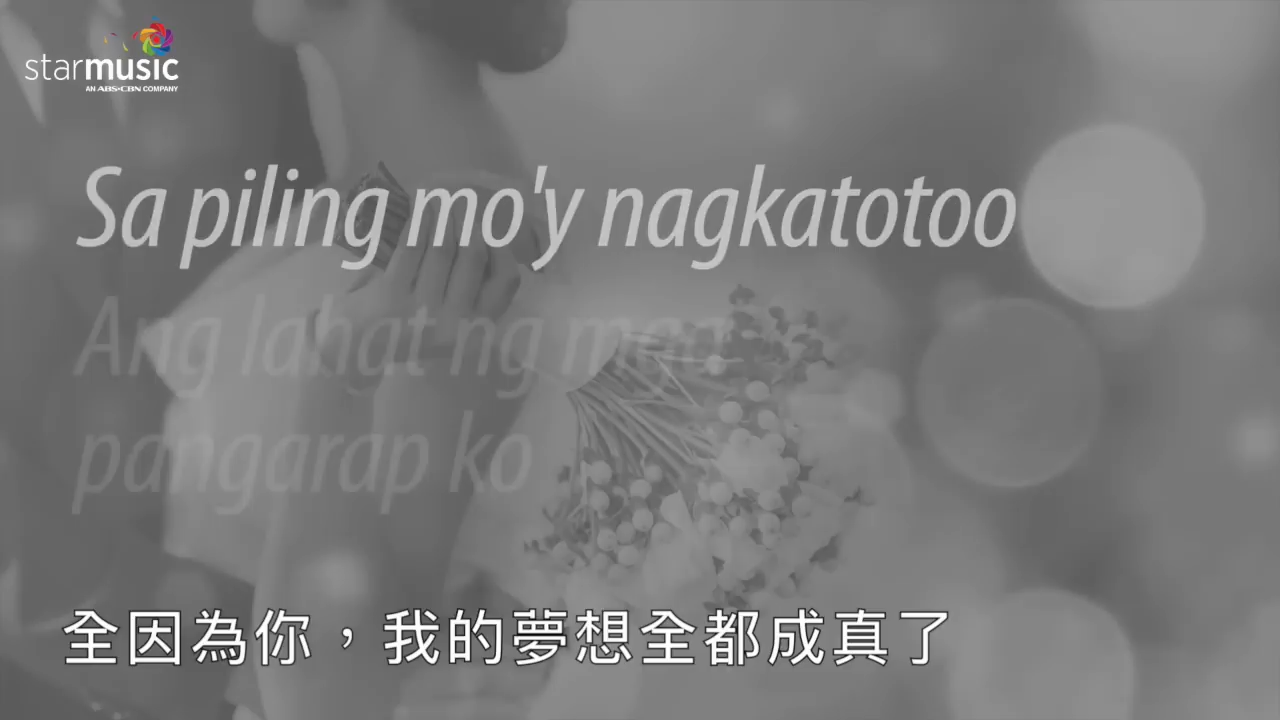 starmusic
AN ABS-CBN COMPANY
Sa piling mo'y nagkatotoo
Ang lahat ng mga
pangarap ko
全因為你，我的夢想全都成真了